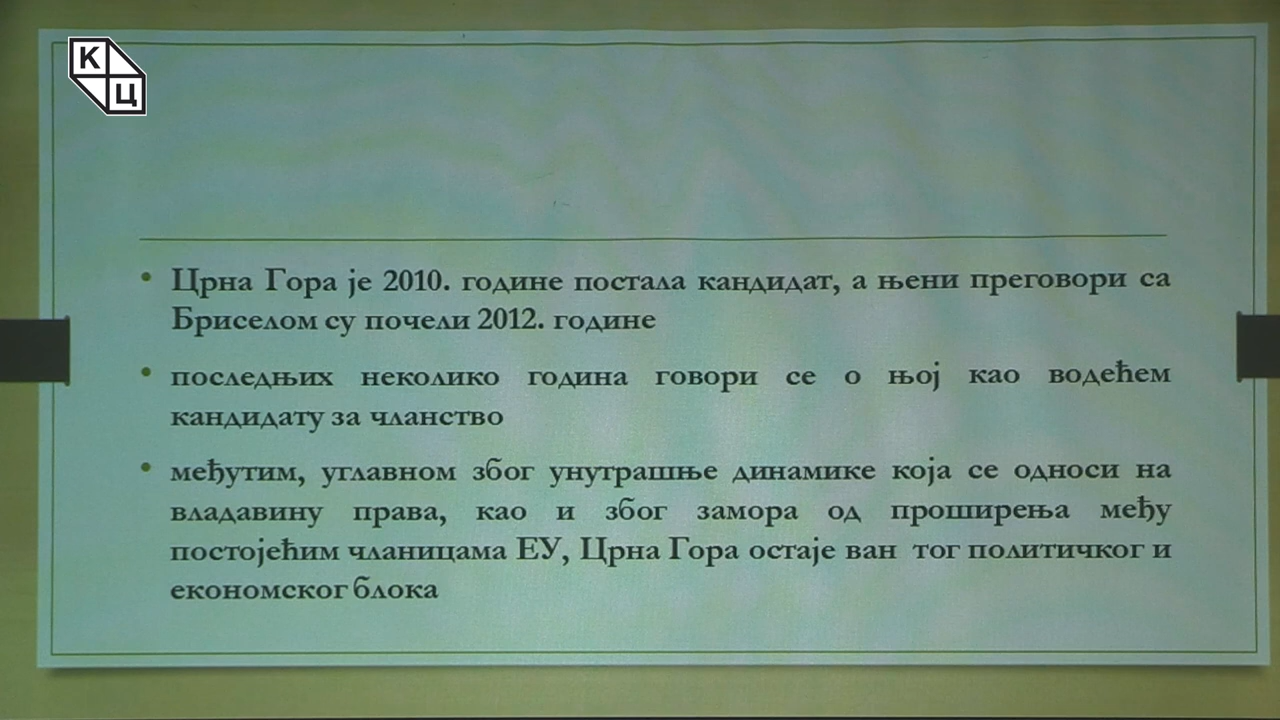 К
Ц
• Црна Гора је 2010. године постала кандидат, а њени преговори са
Бриселом су почели 2012. године
• последњих неколико година говори се о њој као водећем
кандидату за чланство
• међутим, углавном због унутрашње динамике која се односи на
владавину права, као и због замора од проширења међу
постојећим чланицама ЕУ, Црна Гора остаје ван тог политичког и
економског блока